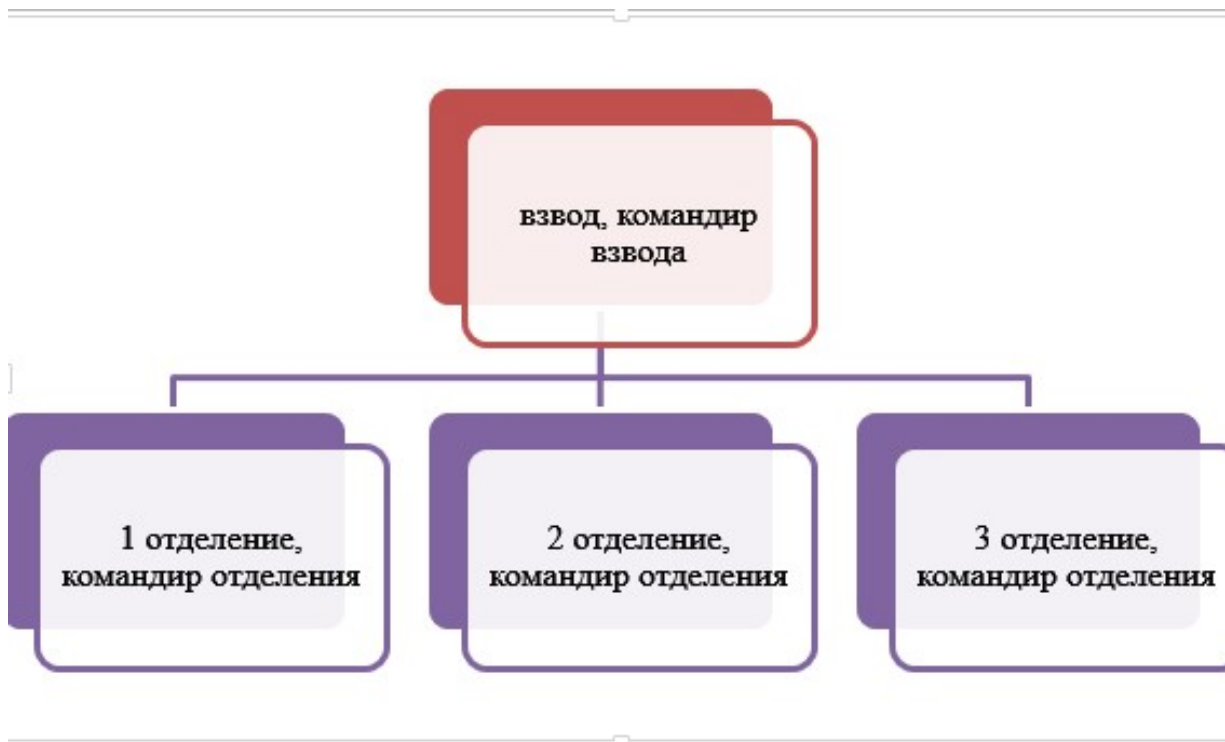 взвод, командир
взвода
1 отделение,
командир отделения
2 отделение,
командир отделения
3 отделение,
командир отделения